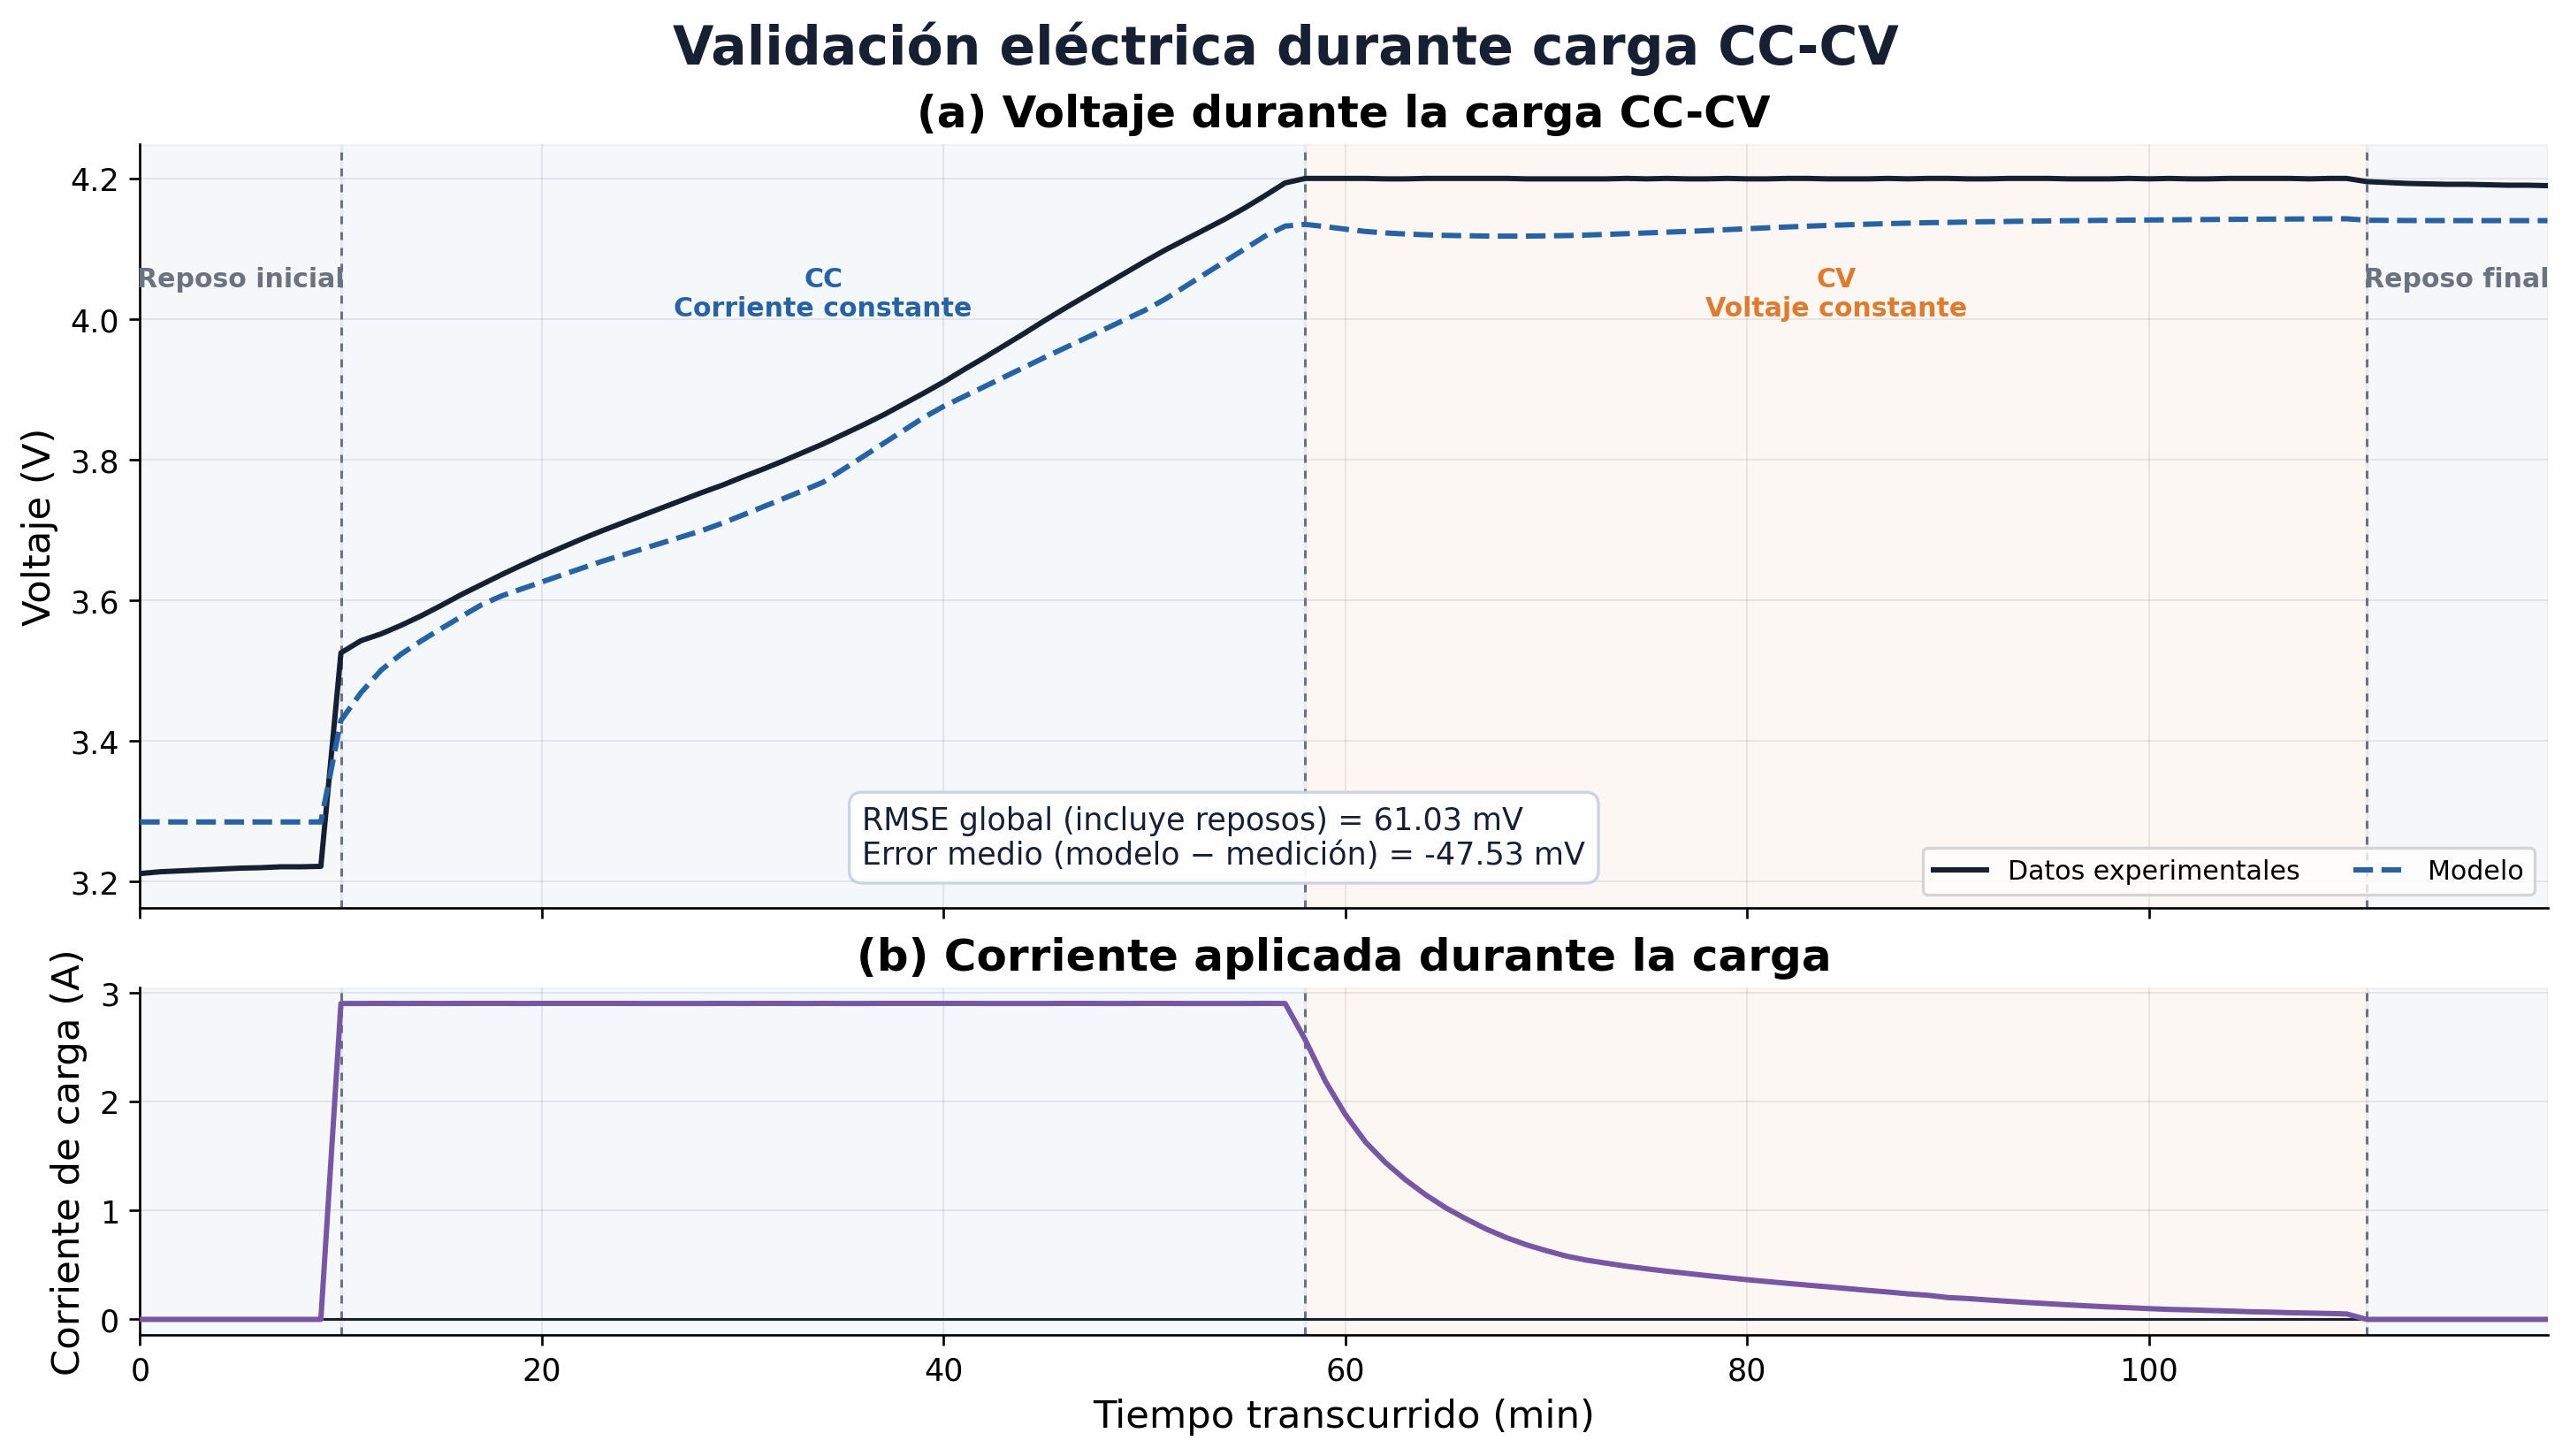 Validación eléctrica durante carga CC-CV
(a) Voltaje durante la carga CC-CV
Voltaje (V)
4.2
4.0
3.8
3.6
3.4
3.2
Reposo inicial
CC
Corriente constante
CV
Voltaje constante
Reposo final
RMSE global (incluye reposos) = 61.03 mV
Error medio (modelo − medición) = -47.53 mV
Datos experimentales
Modelo
(b) Corriente aplicada durante la carga
Corriente de carga (A)
3
2
1
0
0
20
40
60
80
100
Tiempo transcurrido (min)